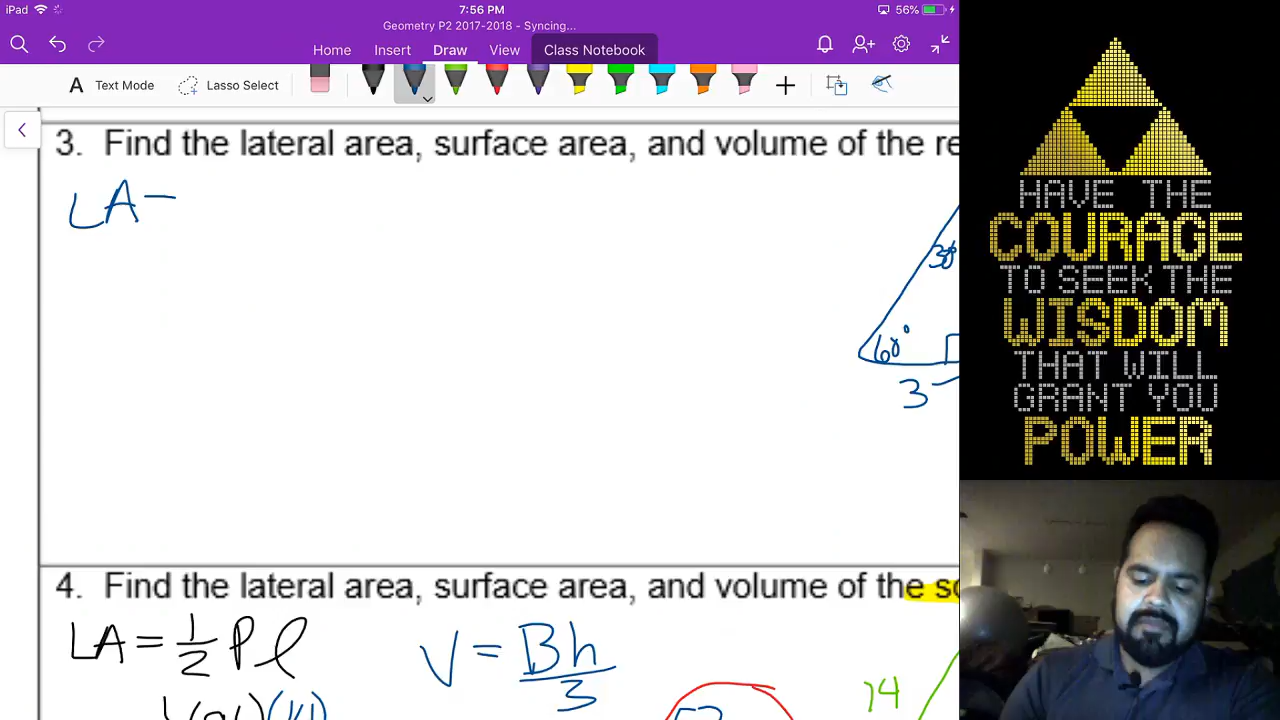 iPad 7:56 PM 56%
Geometry P2 2017-2018 - Syncing...
Home Insert Draw View Class Notebook
A Text Mode Lasso Select
3. Find the lateral area, surface area, and volume of the re
LA-
30°
60°
3
4. Find the lateral area, surface area, and volume of the sq
LA = 1/2 Pl
V = Bh/3
14
HAVE THE
COURAGE
TO SEEK THE
WISDOM
THAT WILL
GRANT YOU
POWER